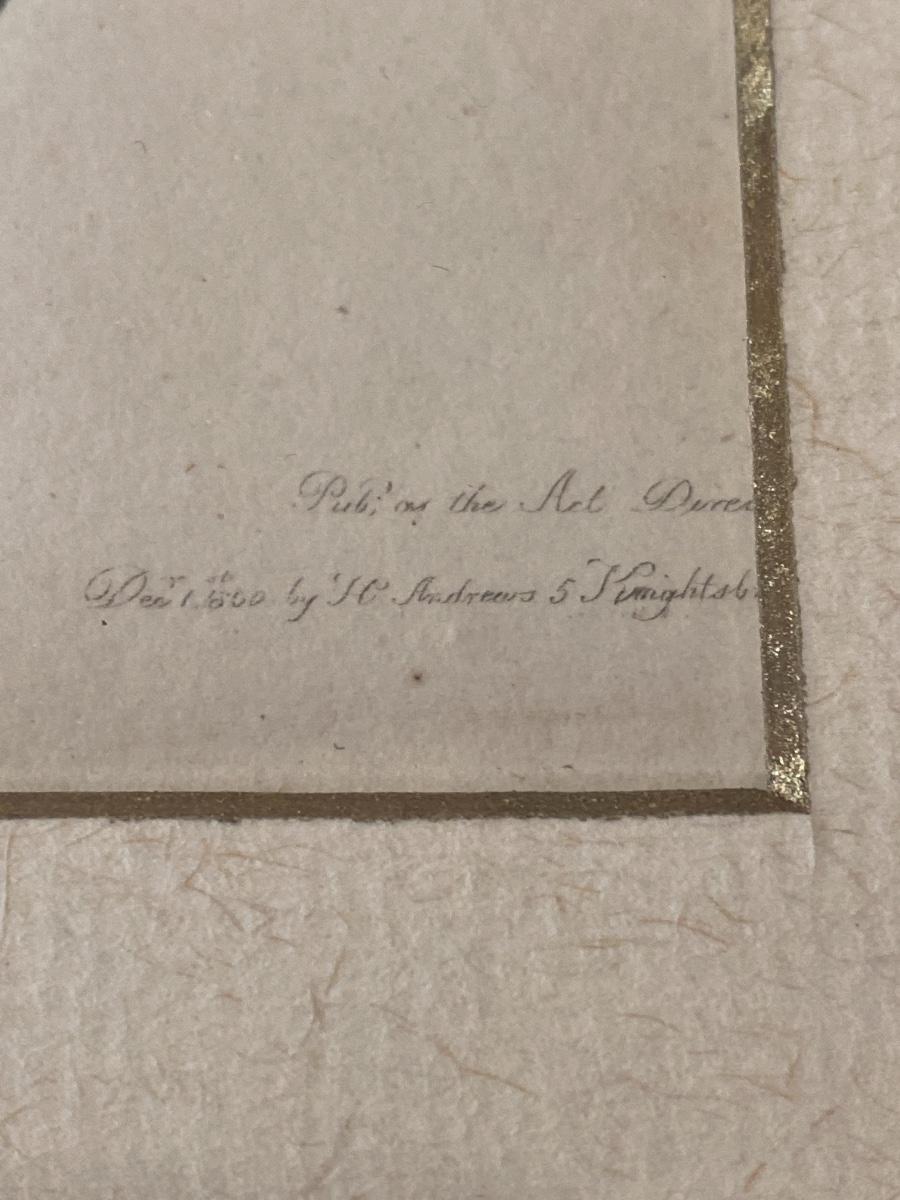 Pub.d as the Act Direc
Decr 1. 1800 by H C Andrews 5 Knightsb